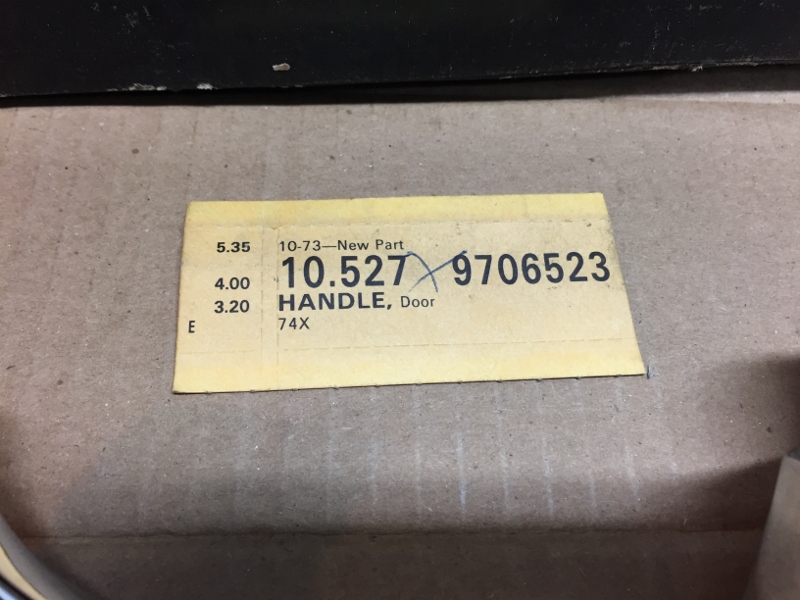 5.35 10-73—New Part
4.00 10.527 9706523
3.20 HANDLE, Door
E 74X